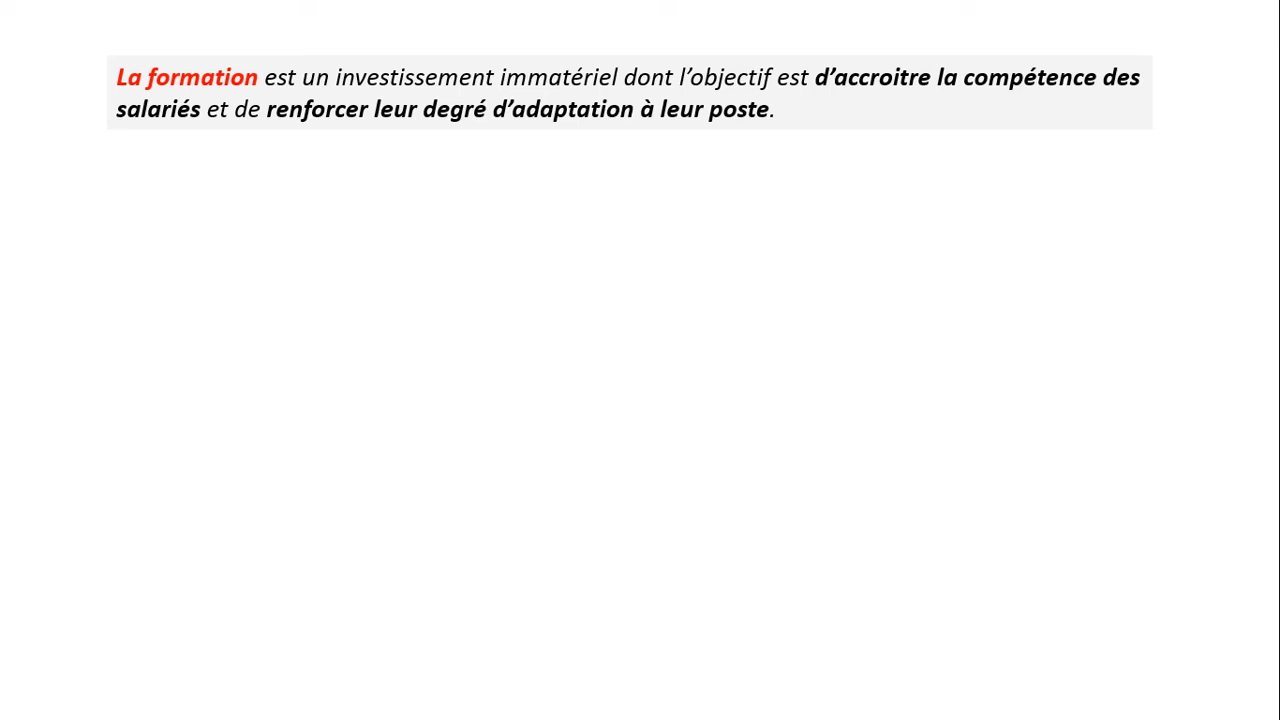 La formation est un investissement immatériel dont l’objectif est d’accroitre la compétence des
salariés et de renforcer leur degré d’adaptation à leur poste.